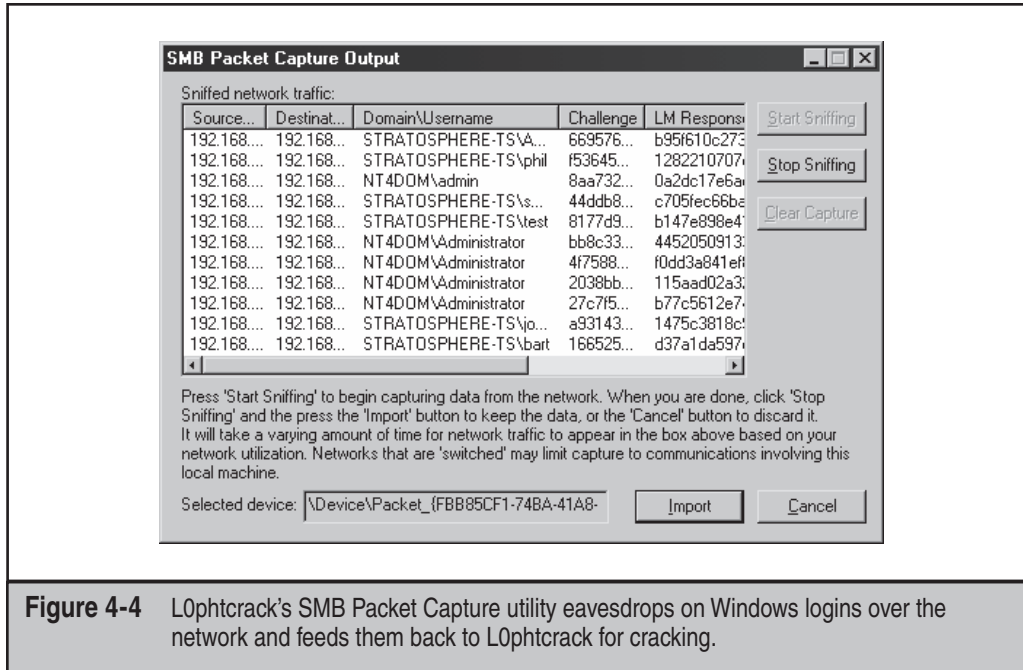 SMB Packet Capture Output
Sniffed network traffic:
Source... Destinat... Domain\Username Challenge LM Respons
192.168.... 192.168... STRATOSPHERE-TS\A... 669576... b95f610c273
192.168.... 192.168... STRATOSPHERE-TS\phil f53645... 1282210707
192.168.... 192.168... NT4DOM\admin 8aa732... 0a2dc17e6a
192.168.... 192.168... STRATOSPHERE-TS\s... 44ddb8... c705fec66ba
192.168.... 192.168... STRATOSPHERE-TS\test 8177d9... b147e898e4
192.168.... 192.168... NT4DOM\Administrator bb8c33... 4452050913
192.168.... 192.168... NT4DOM\Administrator 4f7588... f0dd3a841ef
192.168.... 192.168... NT4DOM\Administrator 2038bb... 115aad02a3
192.168.... 192.168... NT4DOM\Administrator 27c7f5... b77c5612e7
192.168.... 192.168... STRATOSPHERE-TS\jo... a93143... 1475c3818c
192.168.... 192.168... STRATOSPHERE-TS\bart 166525... d37a1da597
Start Sniffing
Stop Sniffing
Clear Capture
Press 'Start Sniffing' to begin capturing data from the network. When you are done, click 'Stop
Sniffing' and the press the 'Import' button to keep the data, or the 'Cancel' button to discard it.
It will take a varying amount of time for network traffic to appear in the box above based on your
network utilization. Networks that are 'switched' may limit capture to communications involving this
local machine.
Selected device: \Device\Packet_{FBB85CF1-74BA-41A8-
Import
Cancel
Figure 4-4 L0phtcrack's SMB Packet Capture utility eavesdrops on Windows logins over the
network and feeds them back to L0phtcrack for cracking.